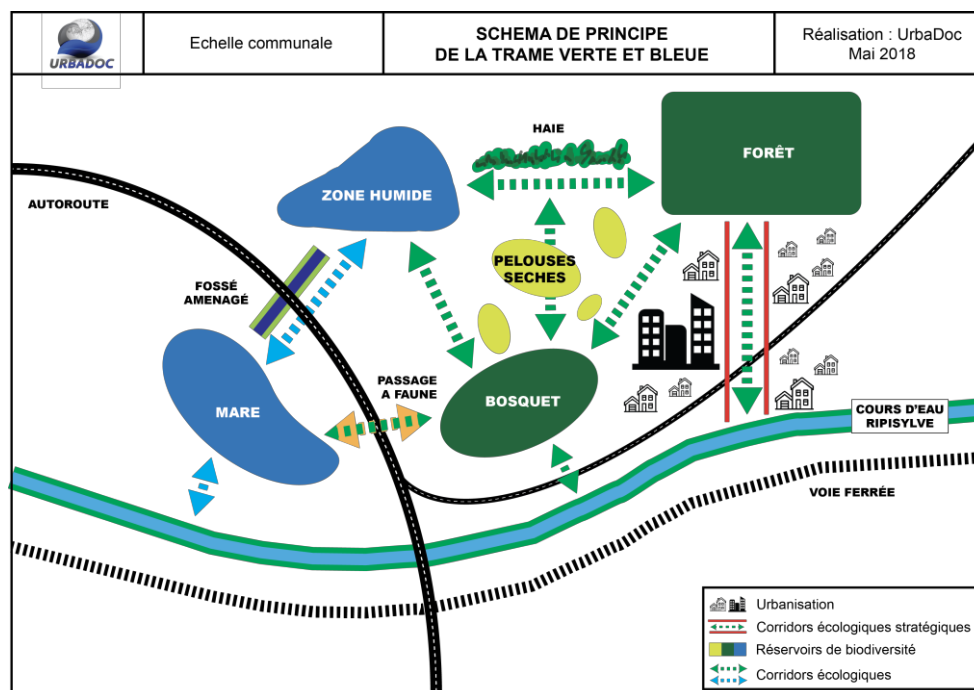 URBADOC
Echelle communale
SCHEMA DE PRINCIPE
DE LA TRAME VERTE ET BLEUE
Réalisation : UrbaDoc
Mai 2018
HAIE
FORÊT
ZONE HUMIDE
AUTOROUTE
PELOUSES
SECHES
FOSSÉ
AMENAGÉ
PASSAGE
A FAUNE
MARE
BOSQUET
COURS D'EAU
RIPISYLVE
VOIE FERRÉE
Urbanisation
Corridors écologiques stratégiques
Réservoirs de biodiversité
Corridors écologiques